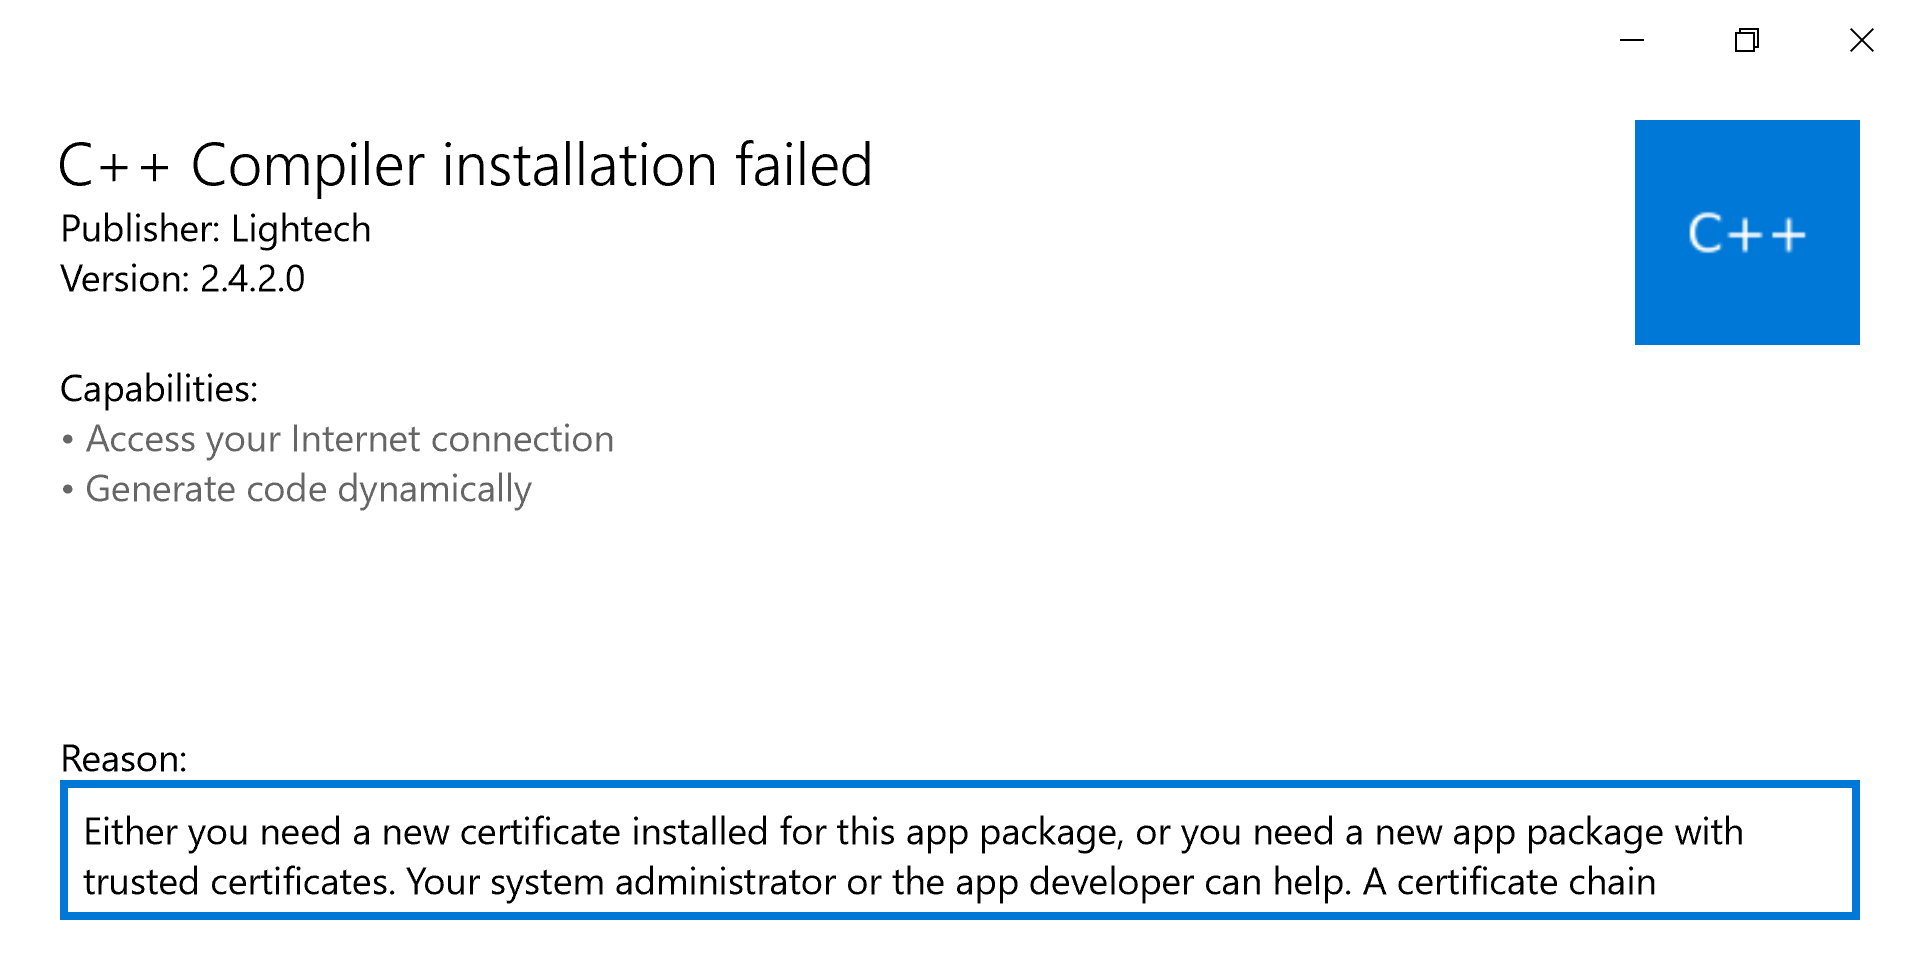 C++ Compiler installation failed
Publisher: Lightech
Version: 2.4.2.0
C++
Capabilities:
• Access your Internet connection
• Generate code dynamically
Reason:
Either you need a new certificate installed for this app package, or you need a new app package with
trusted certificates. Your system administrator or the app developer can help. A certificate chain